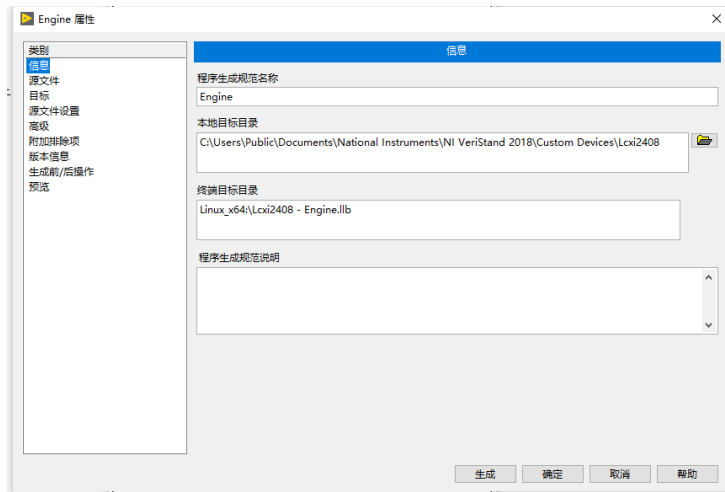 Engine 属性
类别
信息
源文件
目标
源文件设置
高级
附加排除项
版本信息
生成前/后操作
预览
信息
程序生成规范名称
Engine
本地目标目录
C:\Users\Public\Documents\National Instruments\NI VeriStand 2018\Custom Devices\Lcxi2408
终端目标目录
Linux_x64:\Lcxi2408 - Engine.llb
程序生成规范说明
生成
确定
取消
帮助